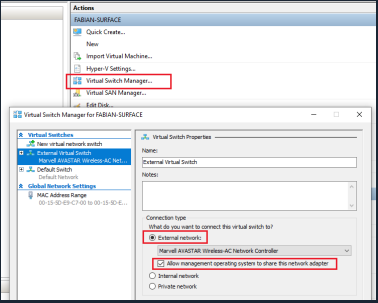 Actions
FABIAN-SURFACE
Quick Create...
New
Import Virtual Machine...
Hyper-V Settings...
Virtual Switch Manager...
Virtual SAN Manager...
Edit Disk...
Virtual Switch Manager for FABIAN-SURFACE
Virtual Switches
New virtual network switch
External Virtual Switch
Marvell AVASTAR Wireless-AC Net...
Default Switch
Default Network
Global Network Settings
MAC Address Range
00-15-5D-E9-C7-00 to 00-15-5D-E...
Virtual Switch Properties
Name:
External Virtual Switch
Notes:
Connection type
What do you want to connect this virtual switch to?
External network:
Marvell AVASTAR Wireless-AC Network Controller
Allow management operating system to share this network adapter
Internal network
Private network